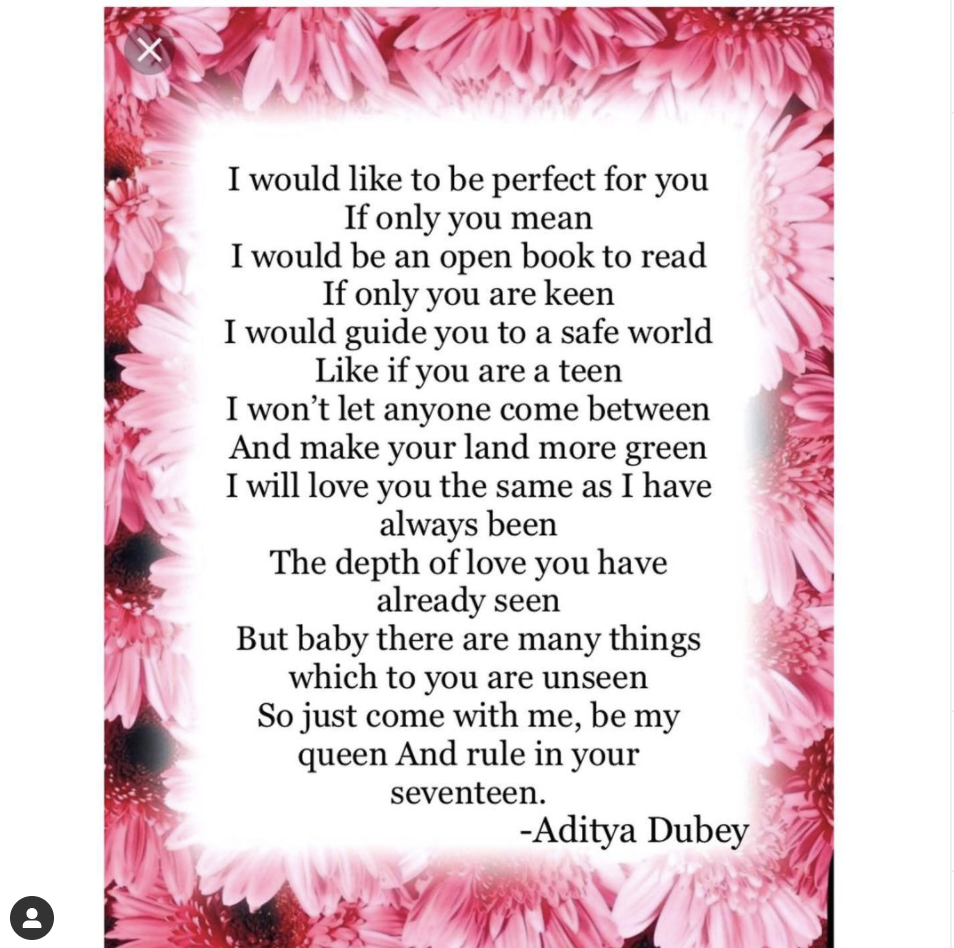 I would like to be perfect for you
If only you mean
I would be an open book to read
If only you are keen
I would guide you to a safe world
Like if you are a teen
I won’t let anyone come between
And make your land more green
I will love you the same as I have
always been
The depth of love you have
already seen
But baby there are many things
which to you are unseen
So just come with me, be my
queen And rule in your
seventeen.
-Aditya Dubey